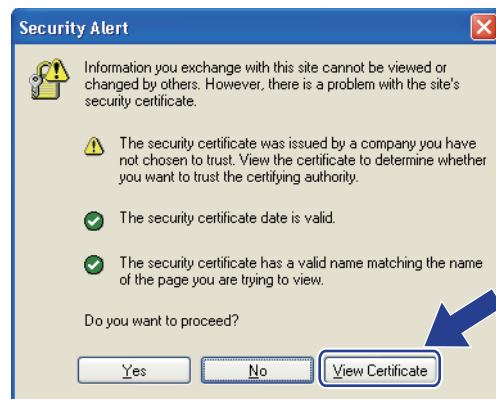 Security Alert
Information you exchange with this site cannot be viewed or
changed by others. However, there is a problem with the site's
security certificate.
The security certificate was issued by a company you have
not chosen to trust. View the certificate to determine whether
you want to trust the certifying authority.
The security certificate date is valid.
The security certificate has a valid name matching the name
of the page you are trying to view.
Do you want to proceed?
Yes No View Certificate